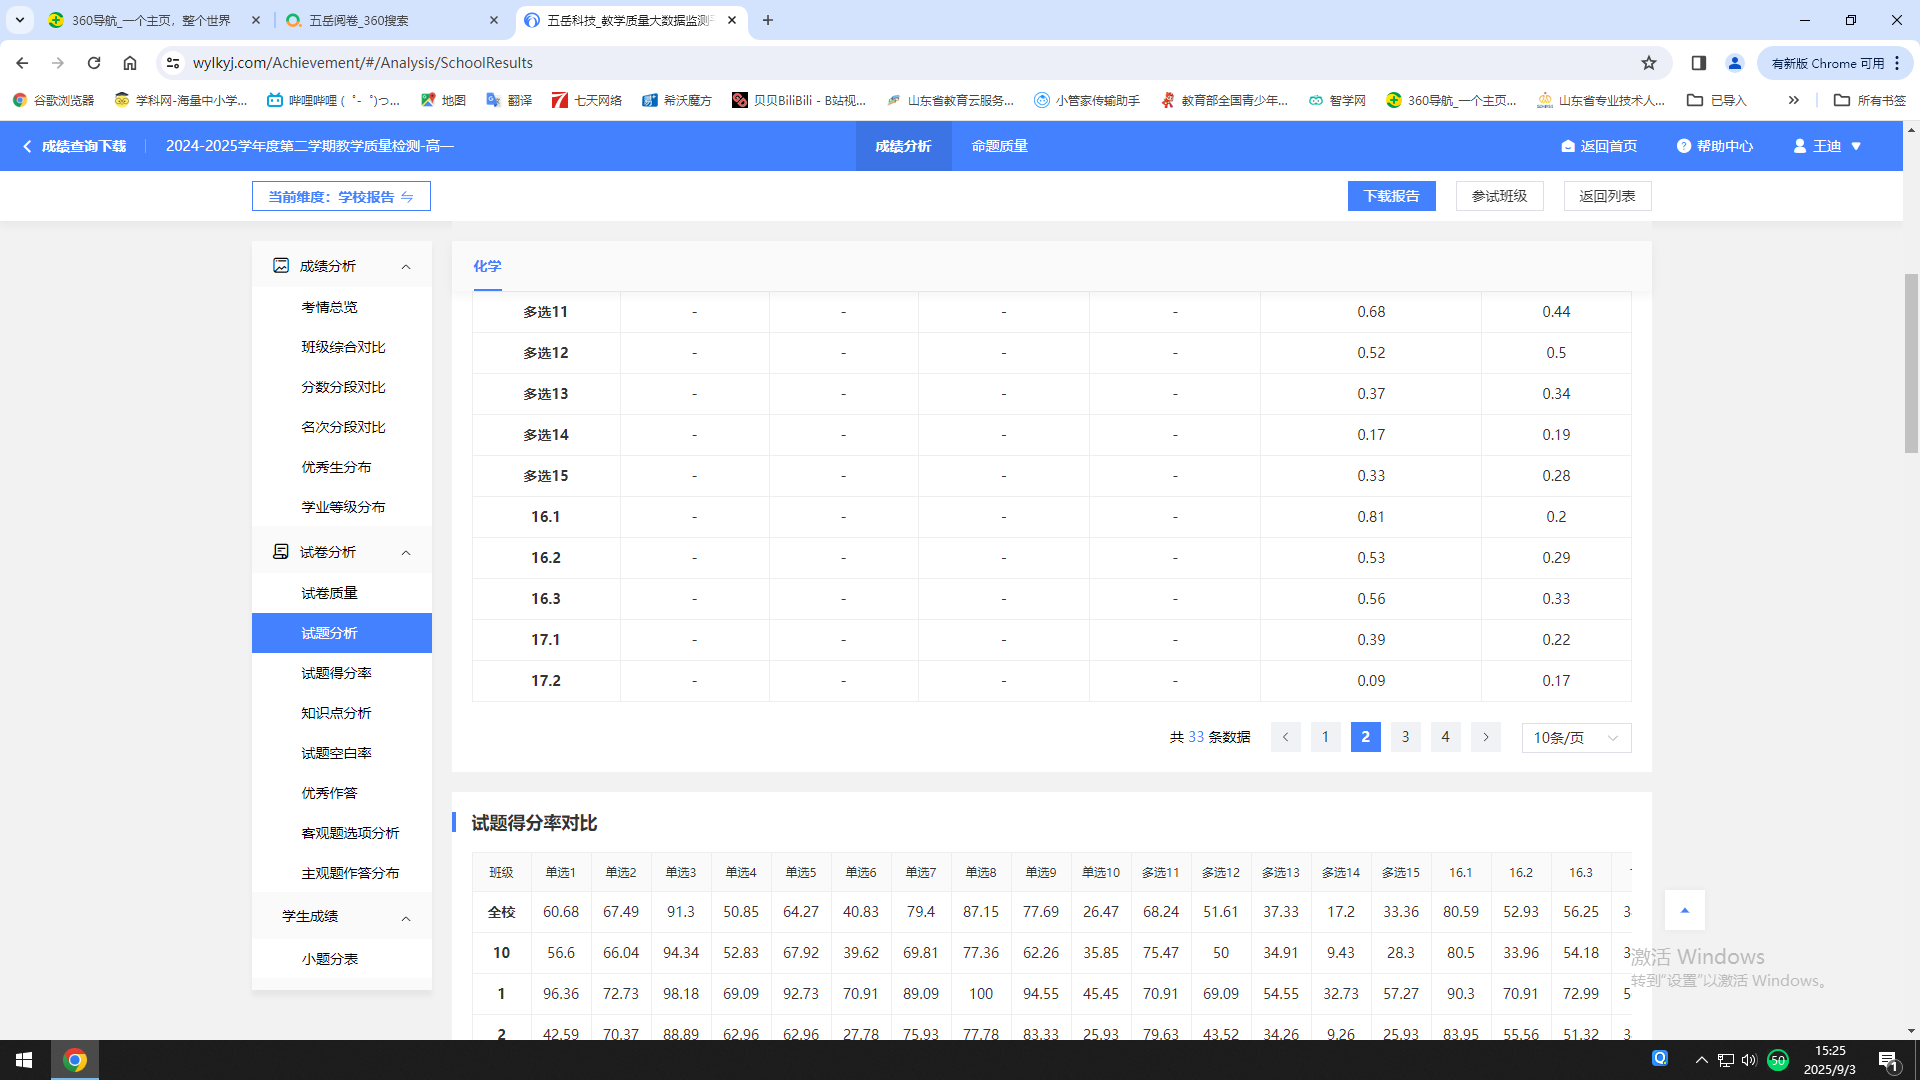 360导航_一个主页，整个世界
五岳阅卷_360搜索
五岳科技_教学质量大数据监测
wylkyj.com/Achievement/#/Analysis/SchoolResults
有新版 Chrome 可用
谷歌浏览器
学科网-海量中小学...
哔哩哔哩 ( ゜- ゜)つ...
地图
翻译
七天网络
希沃魔方
贝贝BiliBili - B站视...
山东省教育云服务...
小管家传输助手
教育部全国青少年...
智学网
360导航_一个主页...
山东省专业技术人...
已导入
所有书签
成绩查询下载
2024-2025学年度第二学期教学质量检测-高一
成绩分析
命题质量
返回首页
帮助中心
王迪
当前维度：学校报告
下载报告
参试班级
返回列表
成绩分析
考情总览
班级综合对比
分数分段对比
名次分段对比
优秀生分布
学业等级分布
试卷分析
试卷质量
试题分析
试题得分率
知识点分析
试题空白率
优秀作答
客观题选项分析
主观题作答分布
学生成绩
小题分表
化学
多选11 - - - - 0.68 0.44
多选12 - - - - 0.52 0.5
多选13 - - - - 0.37 0.34
多选14 - - - - 0.17 0.19
多选15 - - - - 0.33 0.28
16.1 - - - - 0.81 0.2
16.2 - - - - 0.53 0.29
16.3 - - - - 0.56 0.33
17.1 - - - - 0.39 0.22
17.2 - - - - 0.09 0.17
共 33 条数据 < 1 2 3 4 > 10条/页
试题得分率对比
班级 单选1 单选2 单选3 单选4 单选5 单选6 单选7 单选8 单选9 单选10 多选11 多选12 多选13 多选14 多选15 16.1 16.2 16.3
全校 60.68 67.49 91.3 50.85 64.27 40.83 79.4 87.15 77.69 26.47 68.24 51.61 37.33 17.2 33.36 80.59 52.93 56.25 3
10 56.6 66.04 94.34 52.83 67.92 39.62 69.81 77.36 62.26 35.85 75.47 50 34.91 9.43 28.3 80.5 33.96 54.18 3
1 96.36 72.73 98.18 69.09 92.73 70.91 89.09 100 94.55 45.45 70.91 69.09 54.55 32.73 57.27 90.3 70.91 72.99 5
2 42.59 70.37 88.89 62.96 62.96 27.78 75.93 77.78 83.33 25.93 79.63 43.52 34.26 9.26 25.93 83.95 55.56 51.32 3
激活 Windows
转到"设置"以激活 Windows。
50
15:25
2025/9/3
1